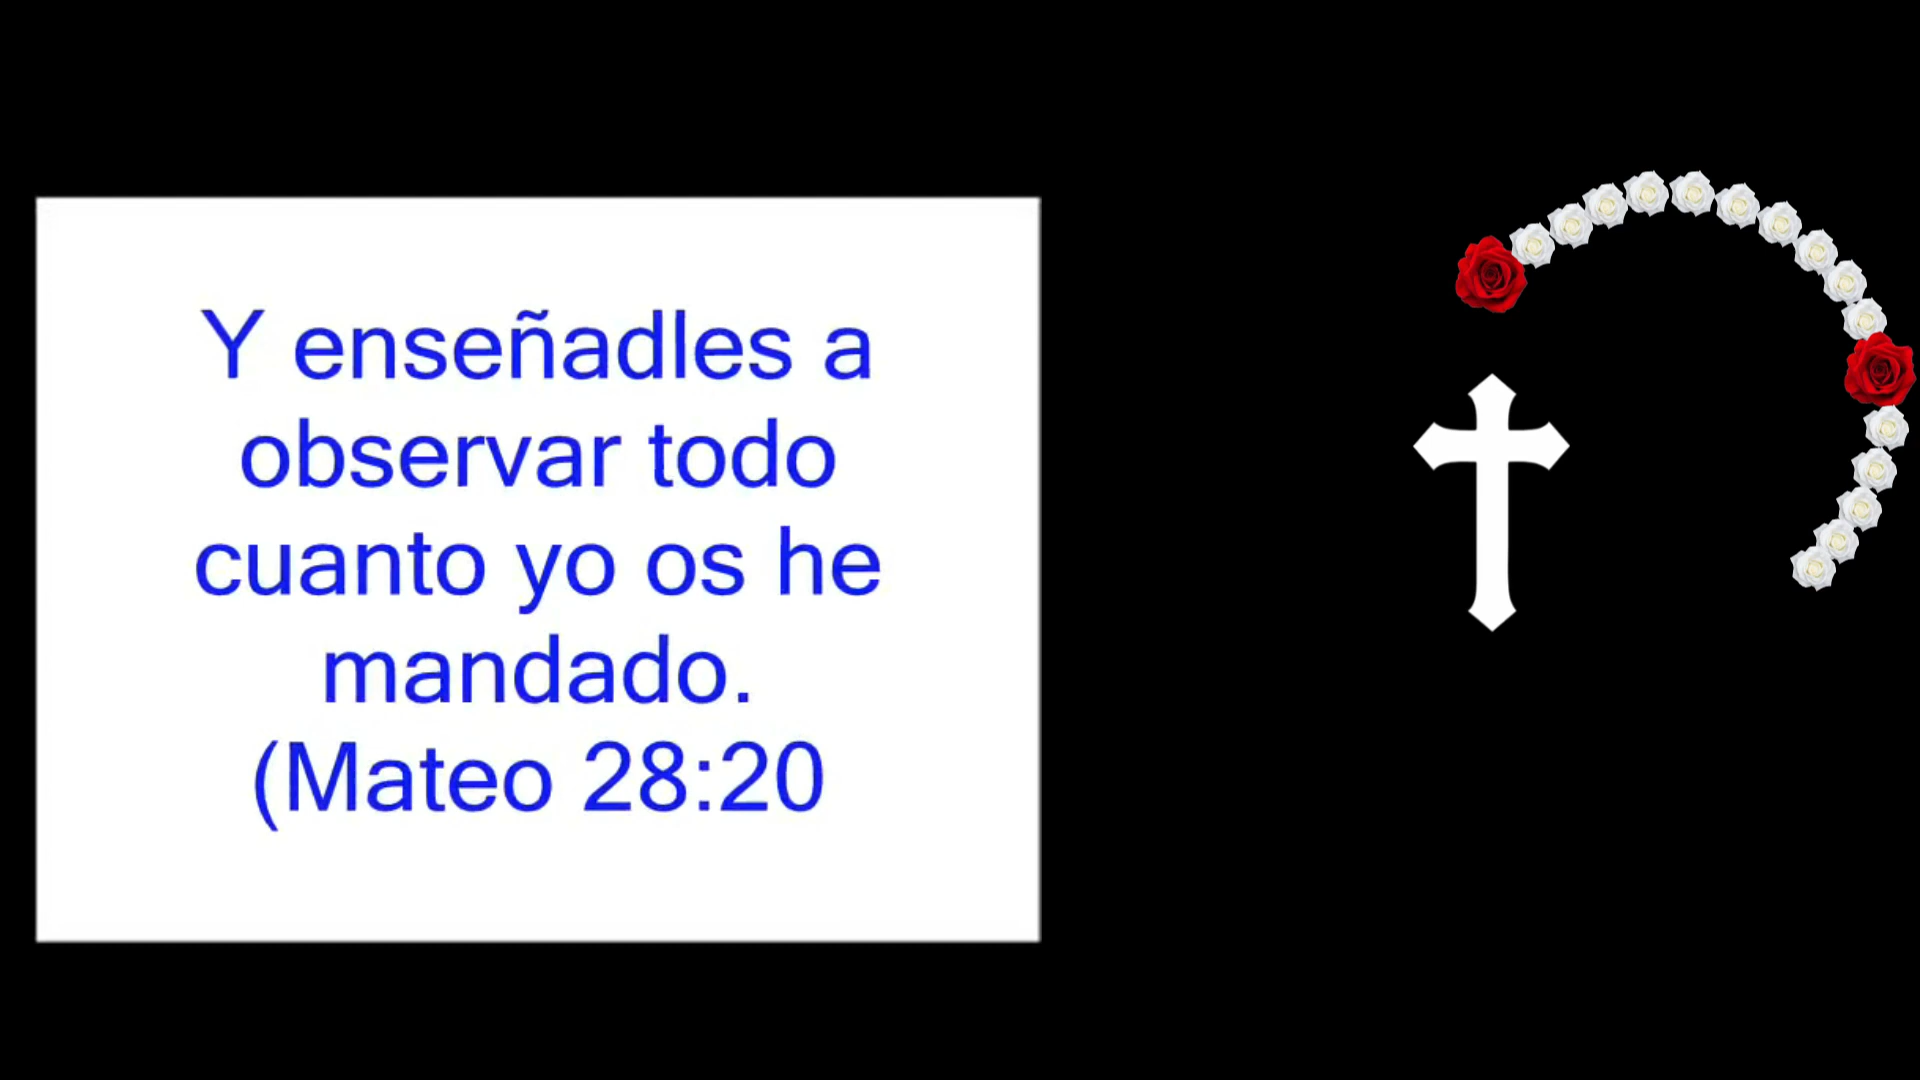 Y enseñadles a
observar todo
cuanto yo os he
mandado.
(Mateo 28:20